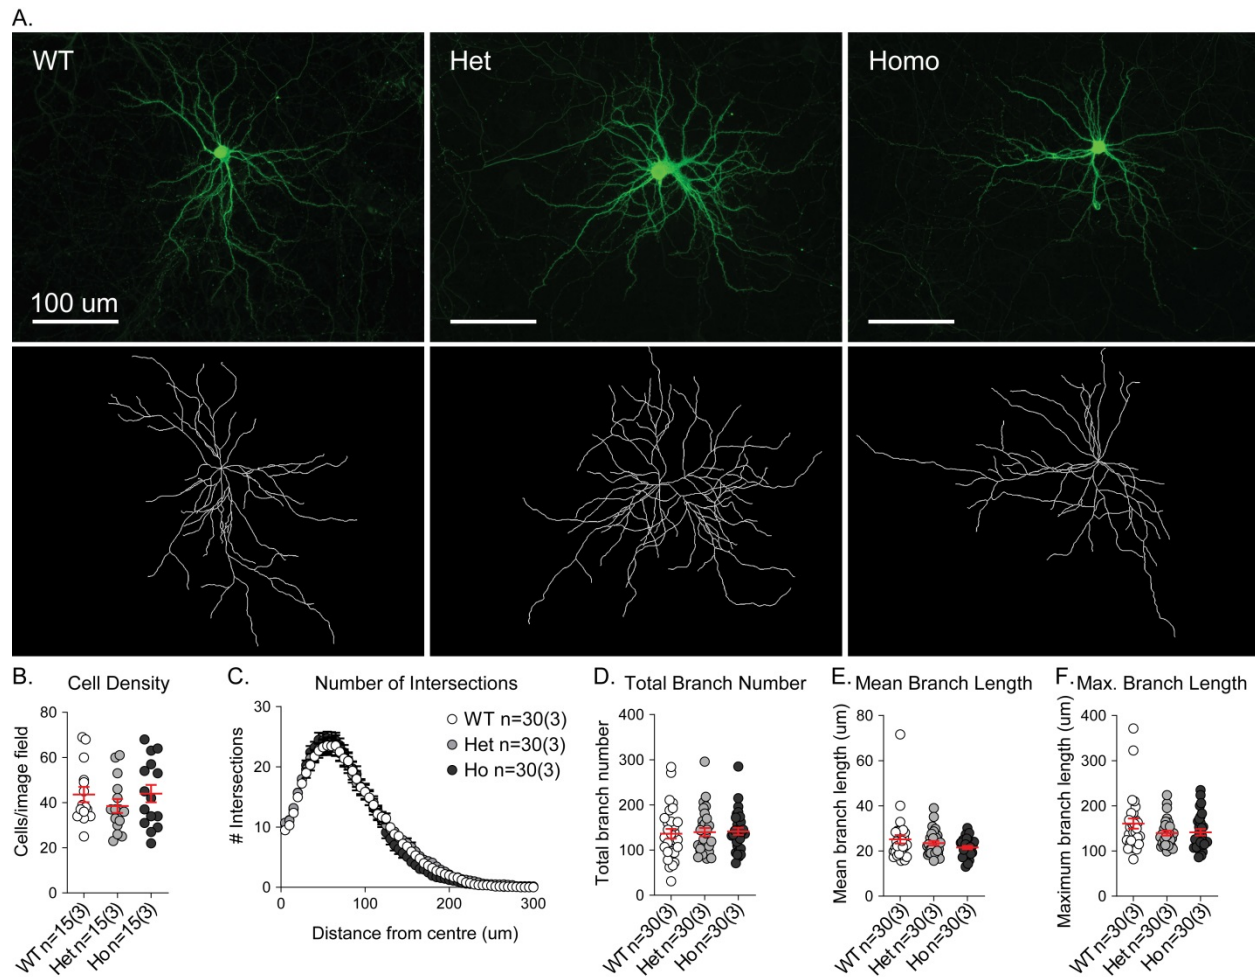 A.
WT
Het
Homo
100 um
B.
Cell Density
Cells/image field
80
60
40
20
0
WT n=15(3)
Het n=15(3)
Ho n=15(3)
C.
Number of Intersections
# Intersections
30
20
10
0
WT n=30(3)
Het n=30(3)
Ho n=30(3)
0
100
200
300
Distance from centre (um)
D.
Total Branch Number
Total branch number
400
300
200
100
0
WT n=30(3)
Het n=30(3)
Ho n=30(3)
E.
Mean Branch Length
Mean branch length (um)
80
60
40
20
0
WT n=30(3)
Het n=30(3)
Ho n=30(3)
F.
Max. Branch Length
Maximum branch length (um)
400
300
200
100
0
WT n=30(3)
Het n=30(3)
Ho n=30(3)